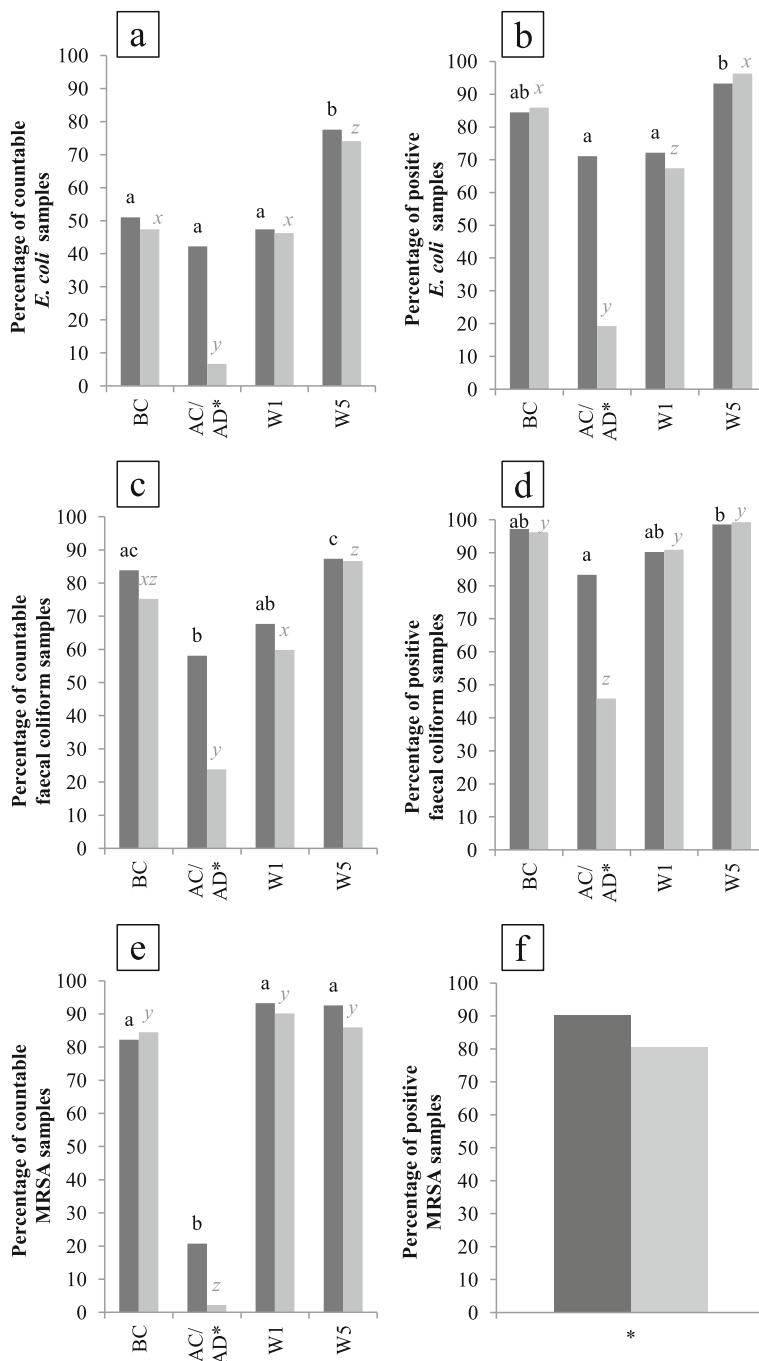 a
Percentage of countable
E. coli samples
100
90
80
70
60
50
40
30
20
10
0
a
x
a
y
a
x
b
z
BC
AC/
AD*
W1
W5
b
Percentage of positive
E. coli samples
100
90
80
70
60
50
40
30
20
10
0
ab
x
a
y
a
z
b
x
BC
AC/
AD*
W1
W5
c
Percentage of countable
faecal coliform samples
100
90
80
70
60
50
40
30
20
10
0
ac
xz
b
y
ab
x
c
z
BC
AC/
AD*
W1
W5
d
Percentage of positive
faecal coliform samples
100
90
80
70
60
50
40
30
20
10
0
ab
y
a
z
ab
y
b
y
BC
AC/
AD*
W1
W5
e
Percentage of countable
MRSA samples
100
90
80
70
60
50
40
30
20
10
0
a
y
b
z
a
y
a
y
BC
AC/
AD*
W1
W5
f
Percentage of positive
MRSA samples
100
90
80
70
60
50
40
30
20
10
0
*